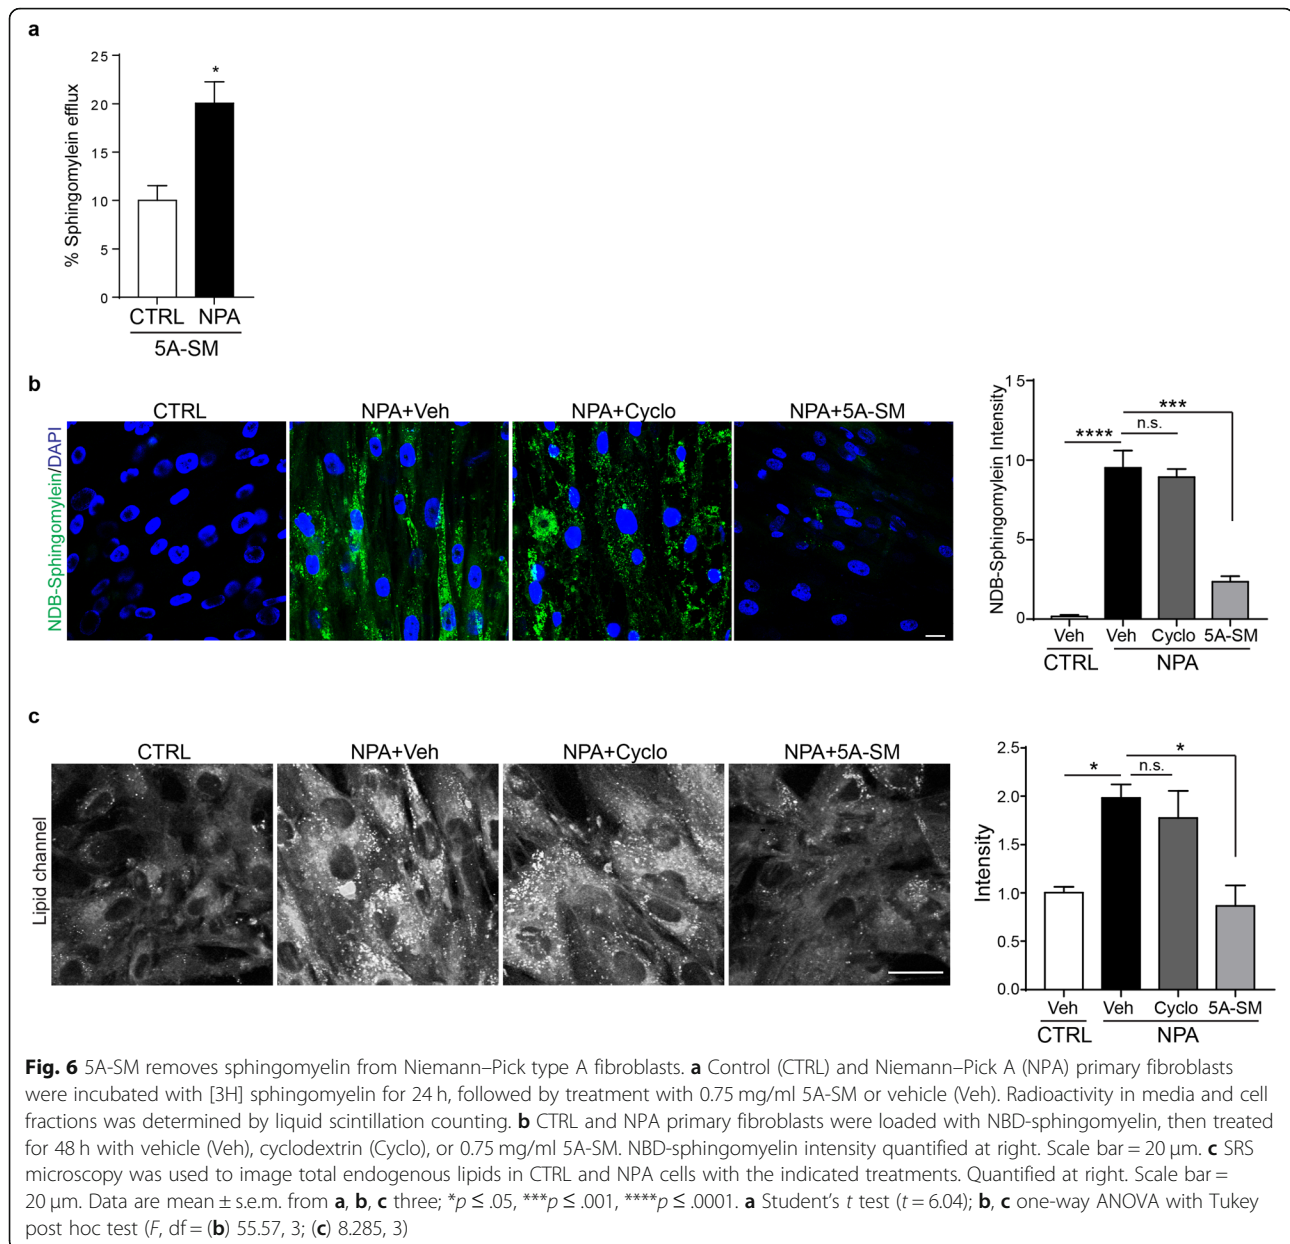 a
25
20
15
10
5
0
% Sphingomylein efflux
*
CTRL NPA
5A-SM
b
CTRL NPA+Veh NPA+Cyclo NPA+5A-SM
NDB-Sphingomylein/DAPI
15
10
5
0
NDB-Sphingomylein Intensity
***
n.s.
****
Veh Veh Cyclo 5A-SM
CTRL NPA
c
CTRL NPA+Veh NPA+Cyclo NPA+5A-SM
Lipid channel
2.5
2.0
1.5
1.0
0.5
0.0
Intensity
*
* n.s.
Veh Veh Cyclo 5A-SM
CTRL NPA
Fig. 6 5A-SM removes sphingomyelin from Niemann–Pick type A fibroblasts. a Control (CTRL) and Niemann–Pick A (NPA) primary fibroblasts
were incubated with [3H] sphingomyelin for 24 h, followed by treatment with 0.75 mg/ml 5A-SM or vehicle (Veh). Radioactivity in media and cell
fractions was determined by liquid scintillation counting. b CTRL and NPA primary fibroblasts were loaded with NBD-sphingomyelin, then treated
for 48 h with vehicle (Veh), cyclodextrin (Cyclo), or 0.75 mg/ml 5A-SM. NBD-sphingomyelin intensity quantified at right. Scale bar = 20 μm. c SRS
microscopy was used to image total endogenous lipids in CTRL and NPA cells with the indicated treatments. Quantified at right. Scale bar =
20 μm. Data are mean ± s.e.m. from a, b, c three; *p ≤ .05, ***p ≤ .001, ****p ≤ .0001. a Student's t test (t = 6.04); b, c one-way ANOVA with Tukey
post hoc test (F, df = (b) 55.57, 3; (c) 8.285, 3)